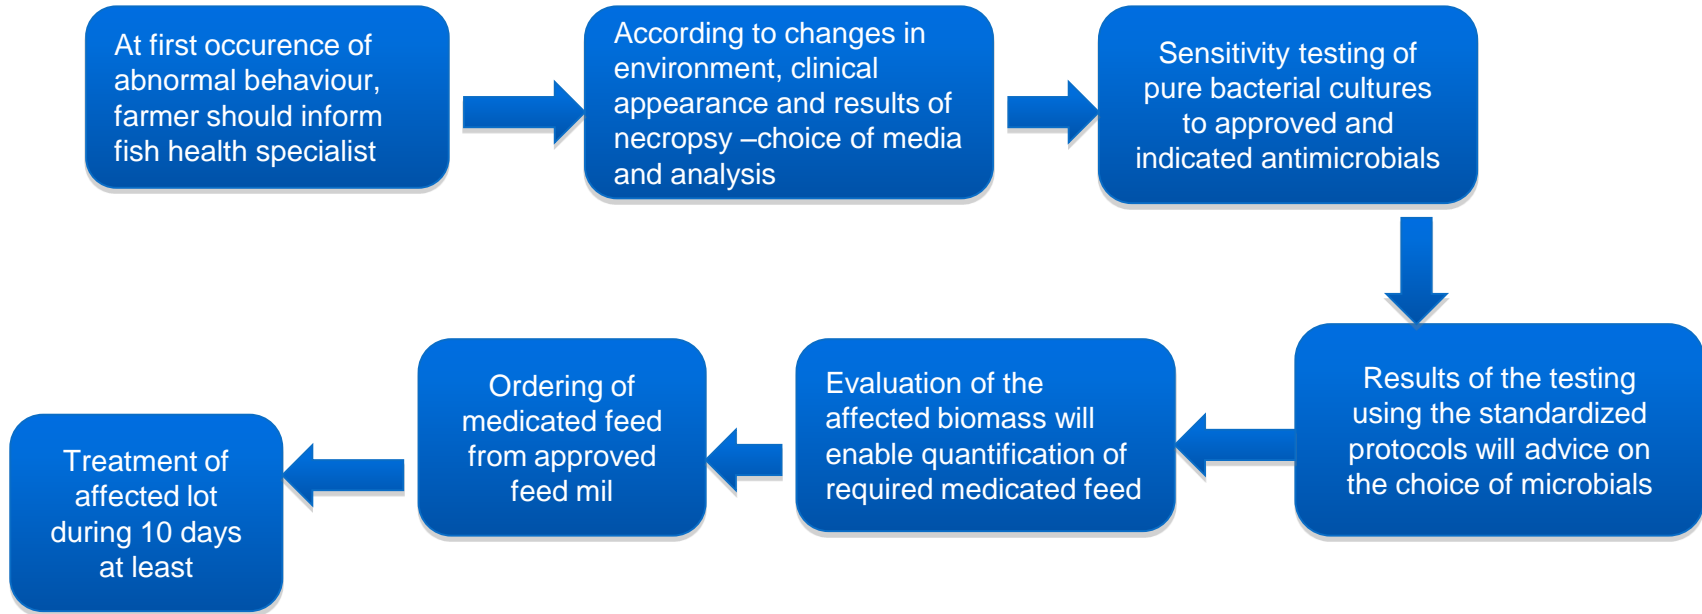 At first occurence of
abnormal behaviour,
farmer should inform
fish health specialist
According to changes in
environment, clinical
appearance and results of
necropsy –choice of media
and analysis
Sensitivity testing of
pure bacterial cultures
to approved and
indicated antimicrobials
Results of the testing
using the standardized
protocols will advice on
the choice of microbials
Evaluation of the
affected biomass will
enable quantification of
required medicated feed
Ordering of
medicated feed
from approved
feed mil
Treatment of
affected lot
during 10 days
at least